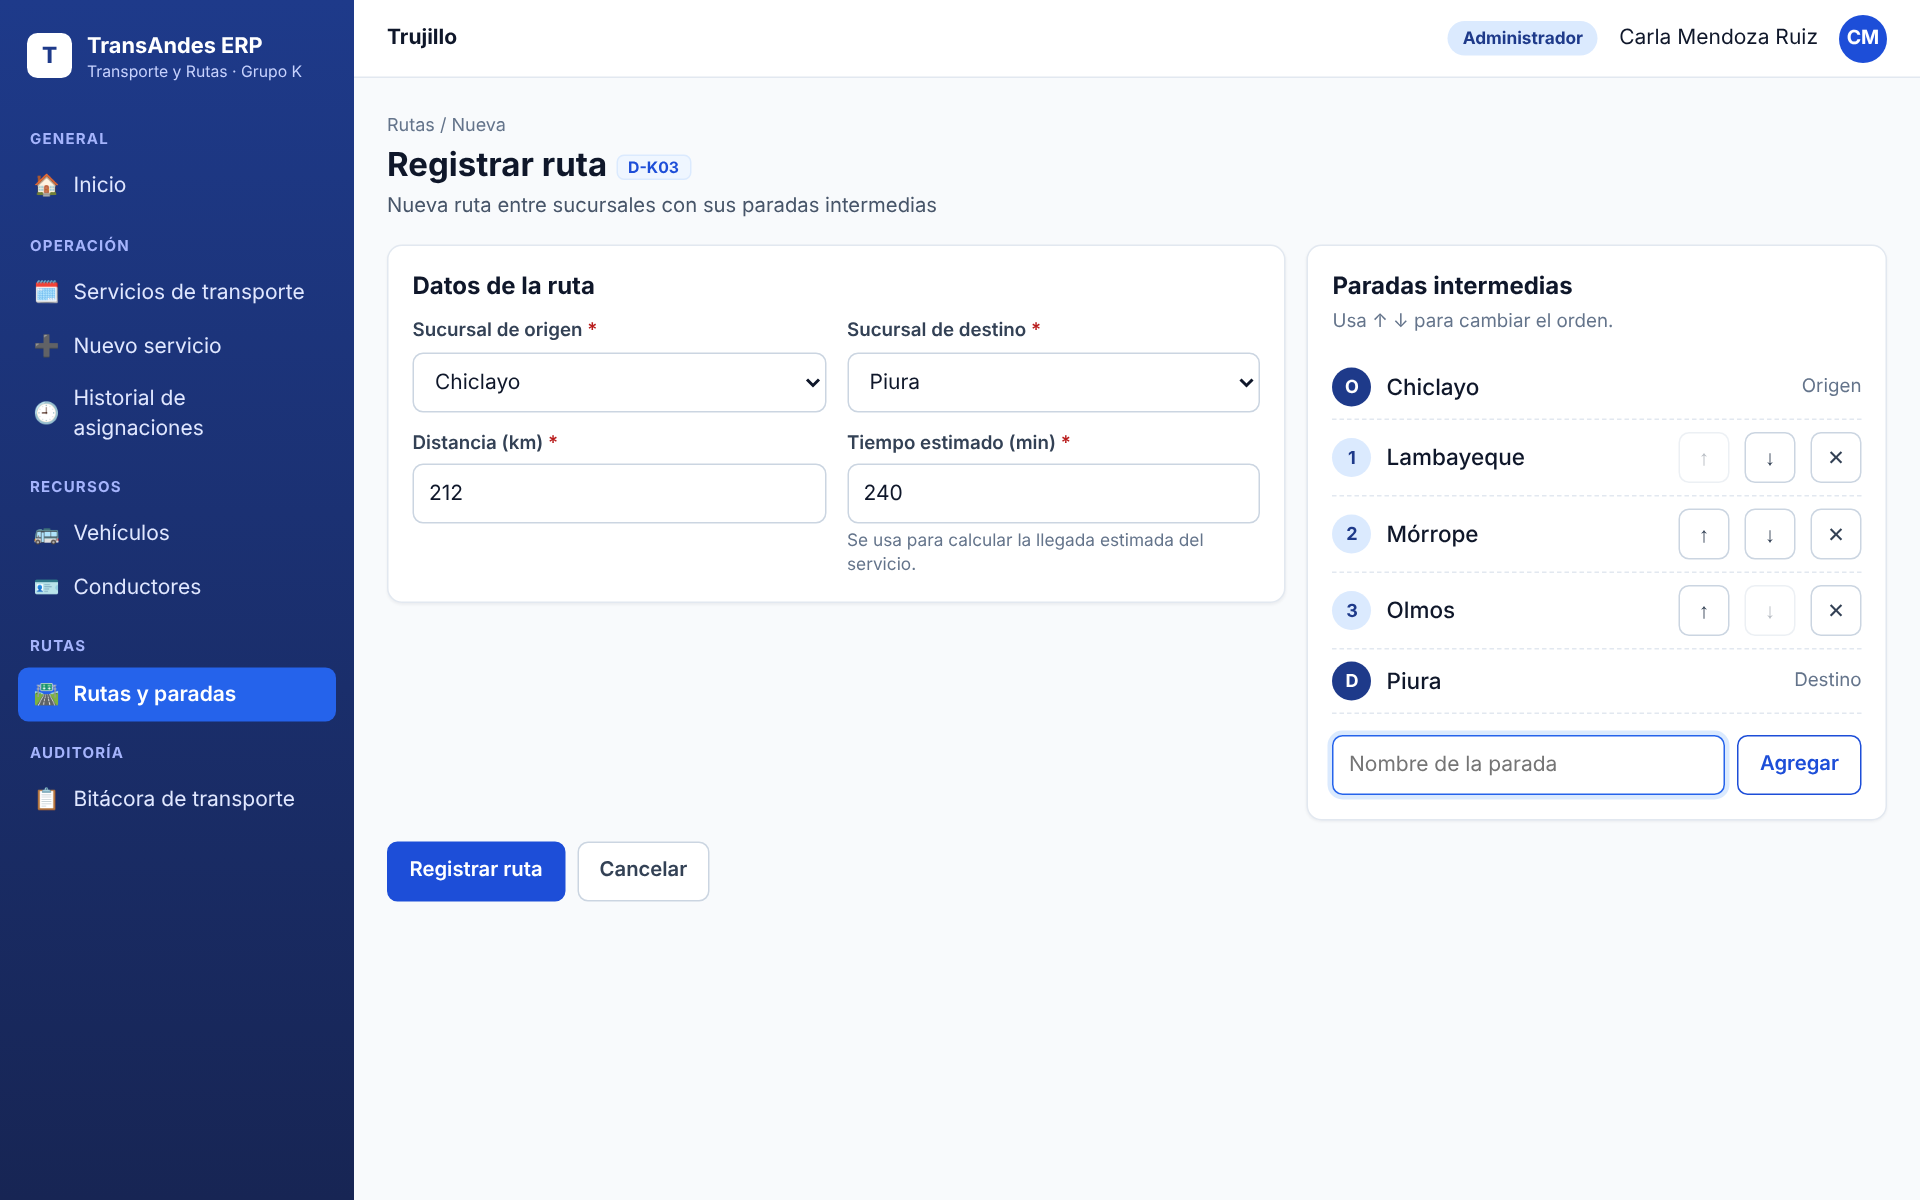 T
TransAndes ERP
Transporte y Rutas · Grupo K
GENERAL
Inicio
OPERACIÓN
Servicios de transporte
Nuevo servicio
Historial de
asignaciones
RECURSOS
Vehículos
Conductores
RUTAS
Rutas y paradas
AUDITORÍA
Bitácora de transporte
Trujillo
Administrador
Carla Mendoza Ruiz
CM
Rutas / Nueva
Registrar ruta D-K03
Nueva ruta entre sucursales con sus paradas intermedias
Datos de la ruta
Sucursal de origen *
Chiclayo
Sucursal de destino *
Piura
Distancia (km) *
212
Tiempo estimado (min) *
240
Se usa para calcular la llegada estimada del
servicio.
Paradas intermedias
Usa ↑ ↓ para cambiar el orden.
O Chiclayo Origen
1 Lambayeque ↑ ↓ ✕
2 Mórrope ↑ ↓ ✕
3 Olmos ↑ ↓ ✕
D Piura Destino
Nombre de la parada
Agregar
Registrar ruta
Cancelar